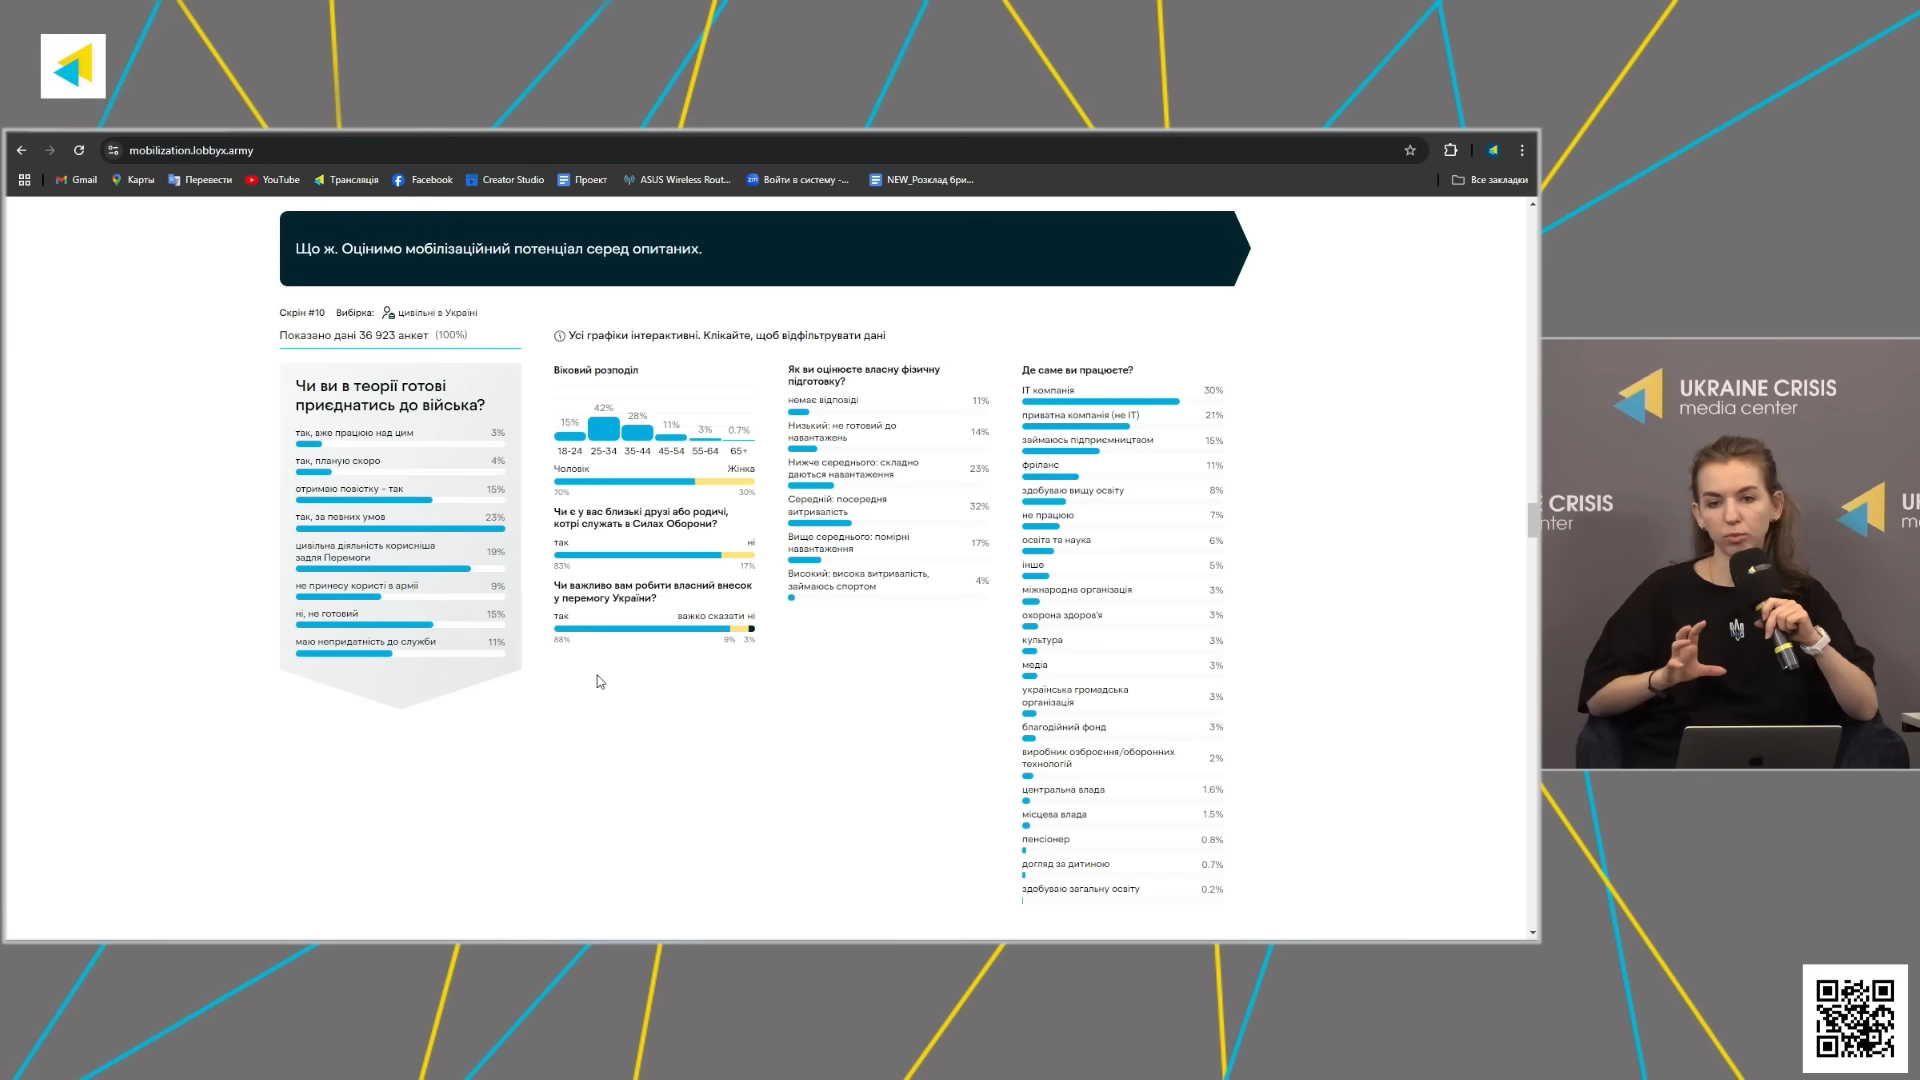 mobilization.lobbyx.army
Gmail
Карты
Перевести
YouTube
Трансляція
Facebook
Creator Studio
Проект
ASUS Wireless Rout...
Войти в систему -...
NEW_Розклад бри...
Все закладки
Що ж. Оцінимо мобілізаційний потенціал серед опитаних.
Скрін #10 Вибірка: цивільні в Україні
Показано дані 36 923 анкет (100%)
Усі графіки інтерактивні. Клікайте, щоб відфільтрувати дані
Чи ви в теорії готові
приєднатись до війська?
так, вже працюю над цим 3%
так, планую скоро 4%
отримаю повістку – так 15%
так, за певних умов 23%
цивільна діяльність корисніша
задля Перемоги 19%
не принесу користі в армії 9%
ні, не готовий 15%
маю непридатність до служби 11%
Віковий розподіл
15% 42% 28% 11% 3% 0.7%
18-24 25-34 35-44 45-54 55-64 65+
Чоловік Жінка
70% 30%
Чи є у вас близькі друзі або родичі,
котрі служать в Силах Оборони?
так ні
83% 17%
Чи важливо вам робити власний внесок
у перемогу України?
так важко сказати ні
88% 9% 3%
Як ви оцінюєте власну фізичну
підготовку?
немає відповіді 11%
Низький: не готовий до
навантажень 14%
Нижче середнього: складно
даються навантаження 23%
Середній: посередня
витривалість 32%
Вище середнього: помірні
навантаження 17%
Високий: висока витривалість,
займаюсь спортом 4%
Де саме ви працюєте?
ІТ компанія 30%
приватна компанія (не ІТ) 21%
займаюсь підприємництвом 15%
фріланс 11%
здобуваю вищу освіту 8%
не працюю 7%
освіта та наука 6%
інше 5%
міжнародна організація 3%
охорона здоров'я 3%
культура 3%
медіа 3%
українська громадська
організація 3%
благодійний фонд 3%
виробник озброєння/оборонних
технологій 2%
центральна влада 1.6%
місцева влада 1.5%
пенсіонер 0.8%
догляд за дитиною 0.7%
здобуваю загальну освіту 0.2%
UKRAINE CRISIS
media center
E CRISIS
nter